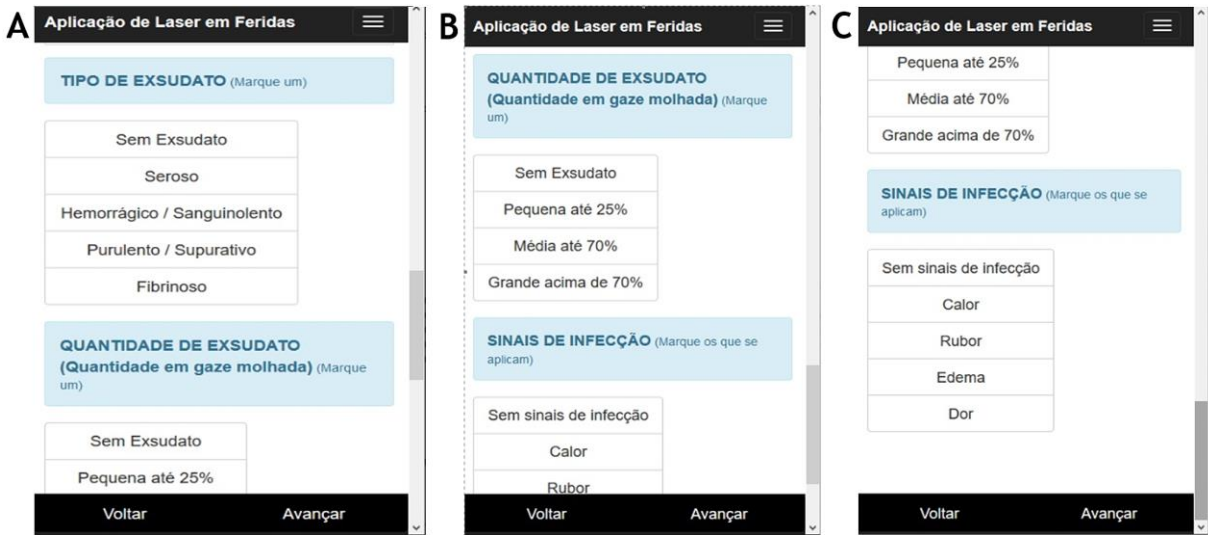 A
Aplicação de Laser em Feridas
TIPO DE EXSUDATO (Marque um)
Sem Exsudato
Seroso
Hemorrágico / Sanguinolento
Purulento / Supurativo
Fibrinoso
QUANTIDADE DE EXSUDATO
(Quantidade em gaze molhada) (Marque
um)
Sem Exsudato
Pequena até 25%
Voltar Avançar
B
Aplicação de Laser em Feridas
QUANTIDADE DE EXSUDATO
(Quantidade em gaze molhada) (Marque
um)
Sem Exsudato
Pequena até 25%
Média até 70%
Grande acima de 70%
SINAIS DE INFECÇÃO (Marque os que se
aplicam)
Sem sinais de infecção
Calor
Rubor
Voltar Avançar
C
Aplicação de Laser em Feridas
Pequena até 25%
Média até 70%
Grande acima de 70%
SINAIS DE INFECÇÃO (Marque os que se
aplicam)
Sem sinais de infecção
Calor
Rubor
Edema
Dor
Voltar Avançar